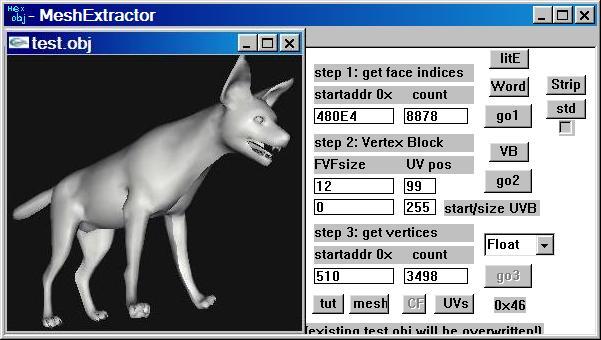 Hex
obj - MeshExtractor
test.obj
litE
step 1: get face indices
Word
Strip
startaddr 0x count
480E4 8878
go1
std
step 2: Vertex Block
VB
FVFsize UV pos
12 99
go2
0 255 start/size UVB
step 3: get vertices
Float
startaddr 0x count
510 3498
go3
tut mesh CF UVs 0x46
(existing test.obj will be overwritten!)